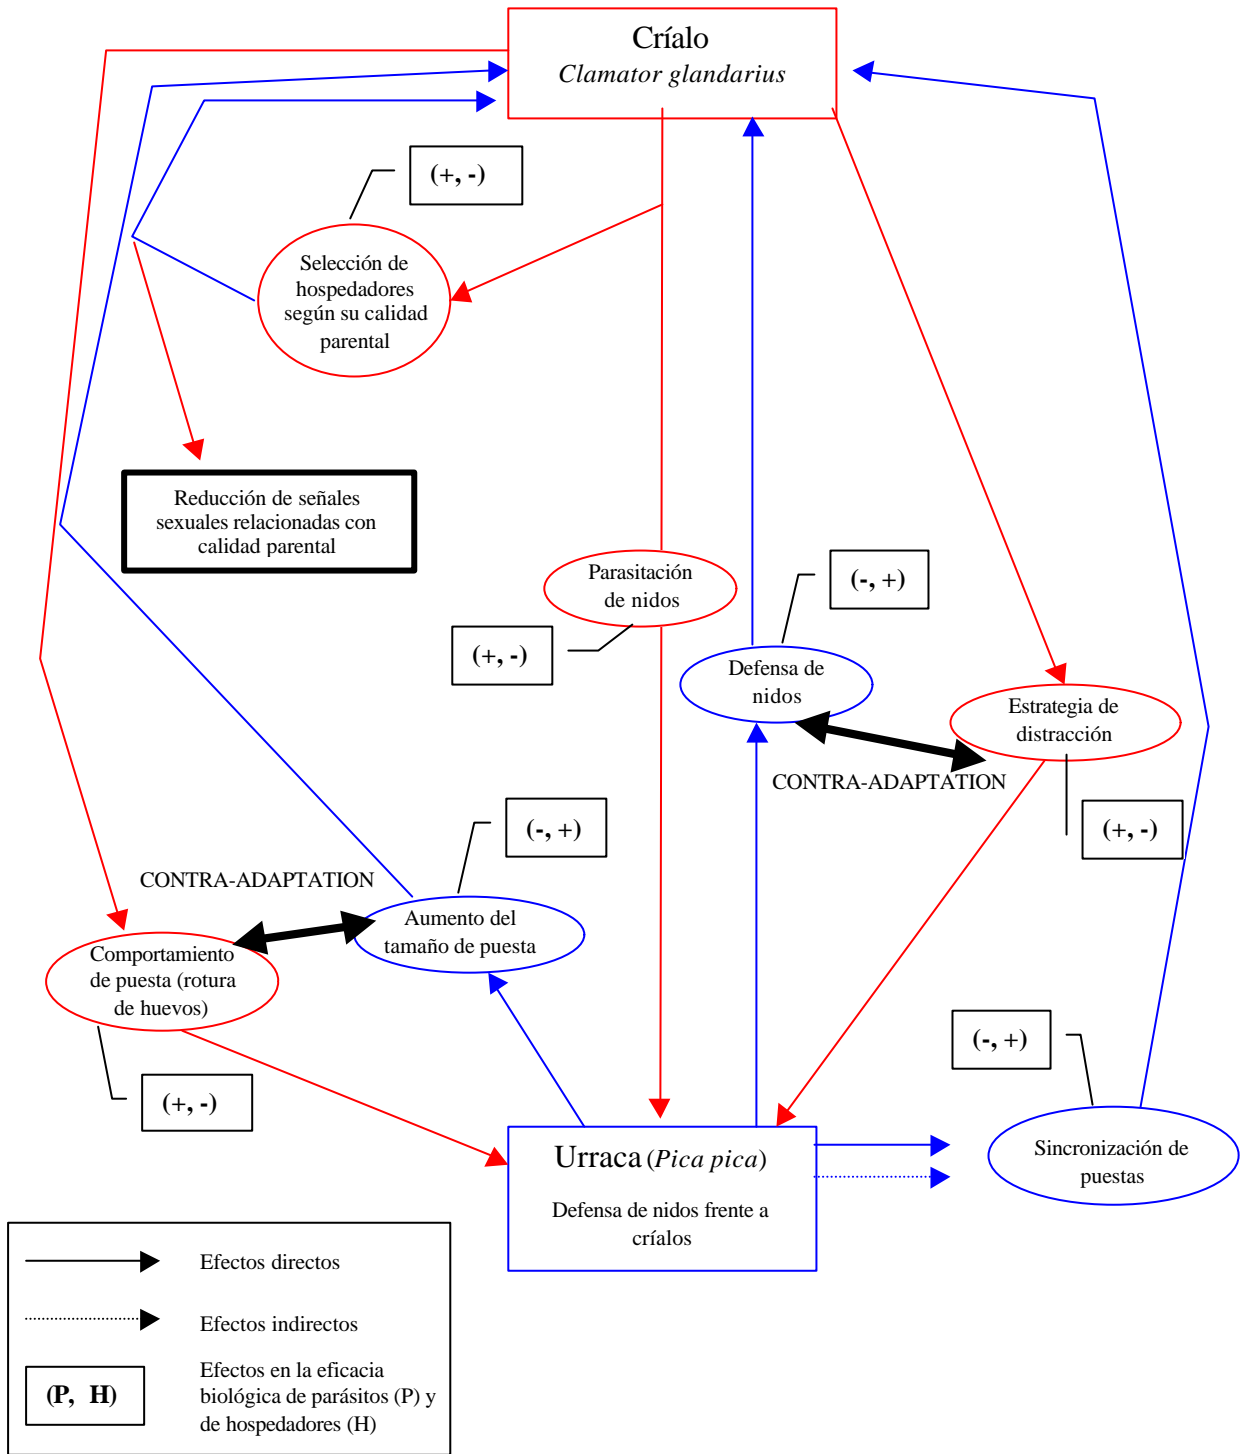 Críalo
Clamator glandarius
(+, -)
Selección de
hospedadores
según su calidad
parental
Reducción de señales
sexuales relacionadas con
calidad parental
Parasitación
de nidos
(+, -)
(-, +)
Defensa de
nidos
Estrategia de
distracción
CONTRA-ADAPTATION
(+, -)
(-, +)
CONTRA-ADAPTATION
Aumento del
tamaño de puesta
Comportamiento
de puesta (rotura
de huevos)
(+, -)
(-, +)
Sincronización de
puestas
Urraca (Pica pica)
Defensa de nidos frente a
críalos
Efectos directos
Efectos indirectos
(P, H)
Efectos en la eficacia
biológica de parásitos (P) y
de hospedadores (H)